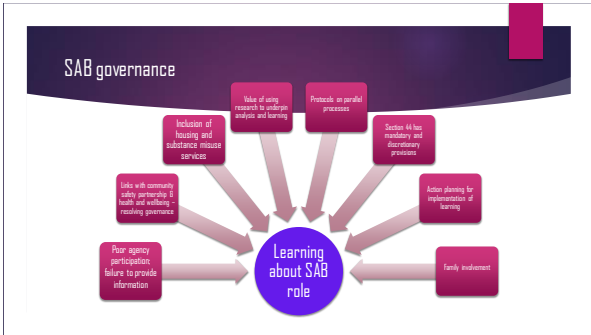 SAB governance
Value of using
research to underpin
analysis and learning
Protocols on parallel
processes
Inclusion of
housing and
substance misuse
services
Section 44 has
mandatory and
discretionary
provisions
Links with community
safety partnership &
health and wellbeing –
resolving governance
Action planning for
implementation of
learning
Poor agency
participation;
failure to provide
information
Learning
about SAB
role
Family involvement